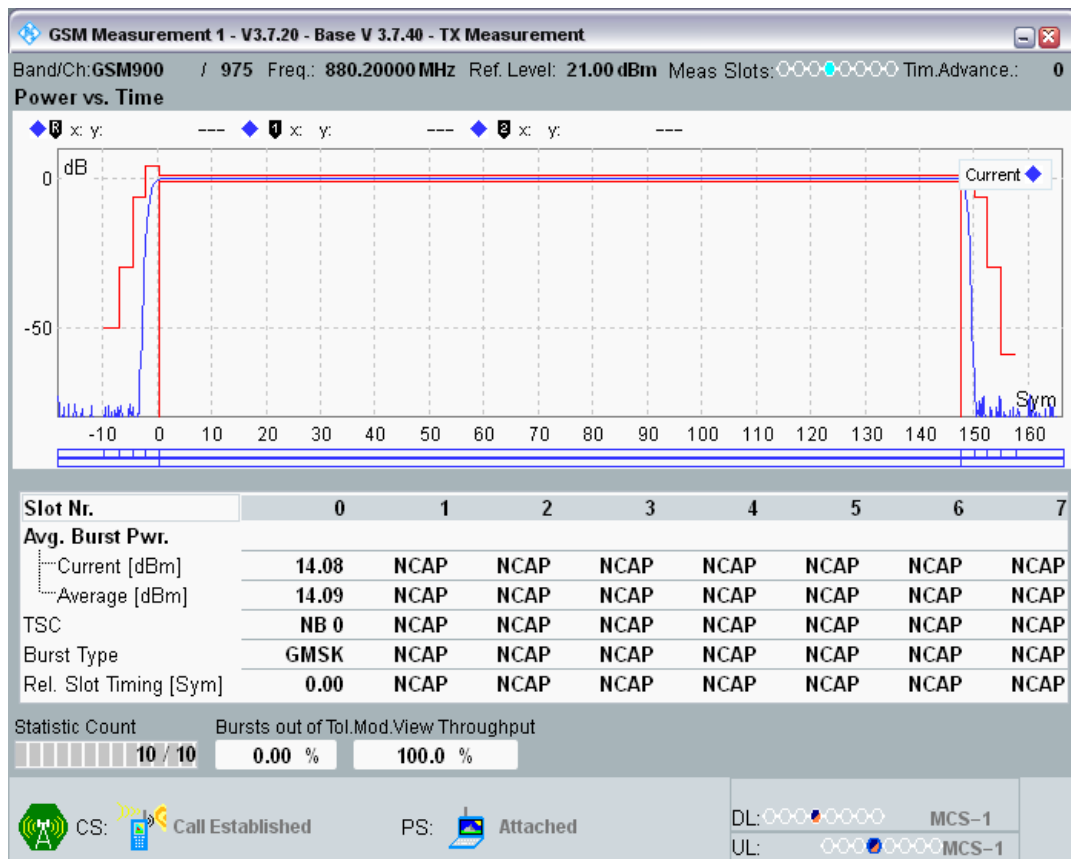 GSM Measurement 1 - V3.7.20 - Base V 3.7.40 - TX Measurement
Band/Ch:GSM900 / 975 Freq.: 880.20000 MHz Ref. Level: 21.00 dBm Meas Slots: Tim.Advance.: 0
Power vs. Time
R x: y: --- 1 x: y: --- 2 x: y: ---
dB
Current
0
-50
Sym
-10 0 10 20 30 40 50 60 70 80 90 100 110 120 130 140 150 160
Slot Nr. 0 1 2 3 4 5 6 7
Avg. Burst Pwr.
Current [dBm] 14.08 NCAP NCAP NCAP NCAP NCAP NCAP NCAP
Average [dBm] 14.09 NCAP NCAP NCAP NCAP NCAP NCAP NCAP
TSC NB 0 NCAP NCAP NCAP NCAP NCAP NCAP NCAP
Burst Type GMSK NCAP NCAP NCAP NCAP NCAP NCAP NCAP
Rel. Slot Timing [Sym] 0.00 NCAP NCAP NCAP NCAP NCAP NCAP NCAP
Statistic Count Bursts out of Tol. Mod.View Throughput
10 / 10 0.00 % 100.0 %
CS: Call Established PS: Attached DL: MCS-1
UL: MCS-1